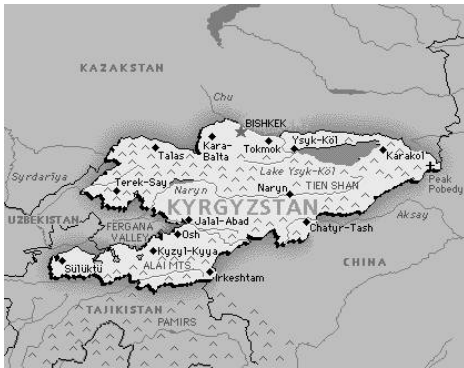 KAZAKSTAN
Chu
BISHKEK
Kara-
Balta
Tokmok
Ysyk-Köl
Karakol
Talas
Lake Ysyk-Köl
Peak
Pobedy
Syrdariya
Terek-Say
Naryn
Naryn
TIEN SHAN
KYRGYZSTAN
Aksay
UZBEKISTAN
FERGANA
VALLEY
Jalal-Abad
Osh
Chatyr-Tash
Kyzyl-Kyya
CHINA
Sülüktü
ALAI MTS.
Irkeshtam
TAJIKISTAN
PAMIRS